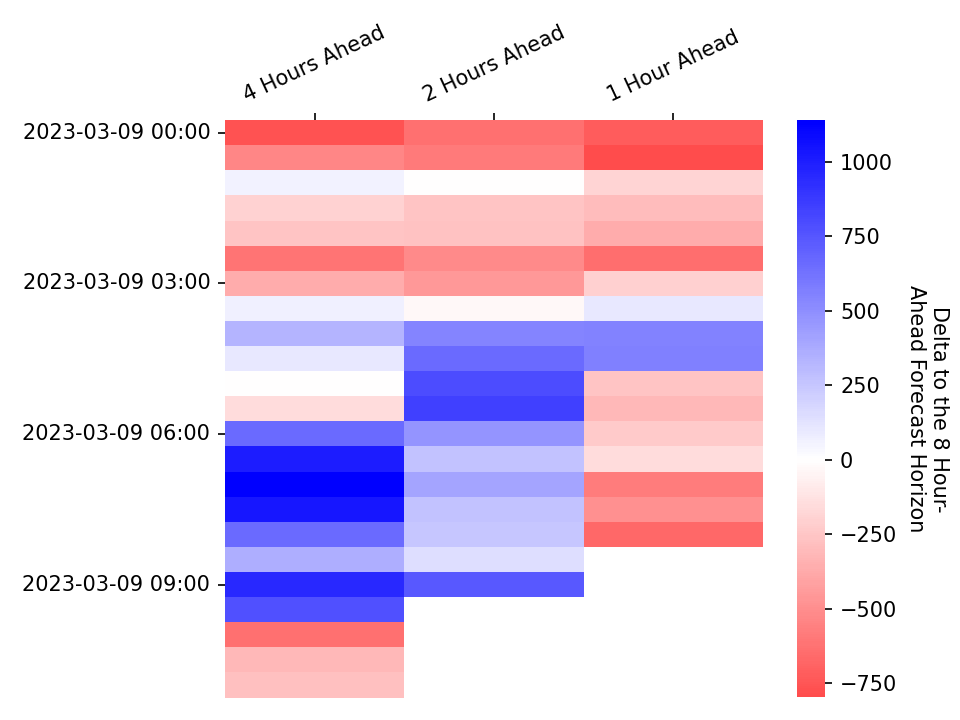 4 Hours Ahead
2 Hours Ahead
1 Hour Ahead
2023-03-09 00:00
2023-03-09 03:00
2023-03-09 06:00
2023-03-09 09:00
1000
750
500
250
0
−250
−500
−750
Delta to the 8 Hour-
Ahead Forecast Horizon